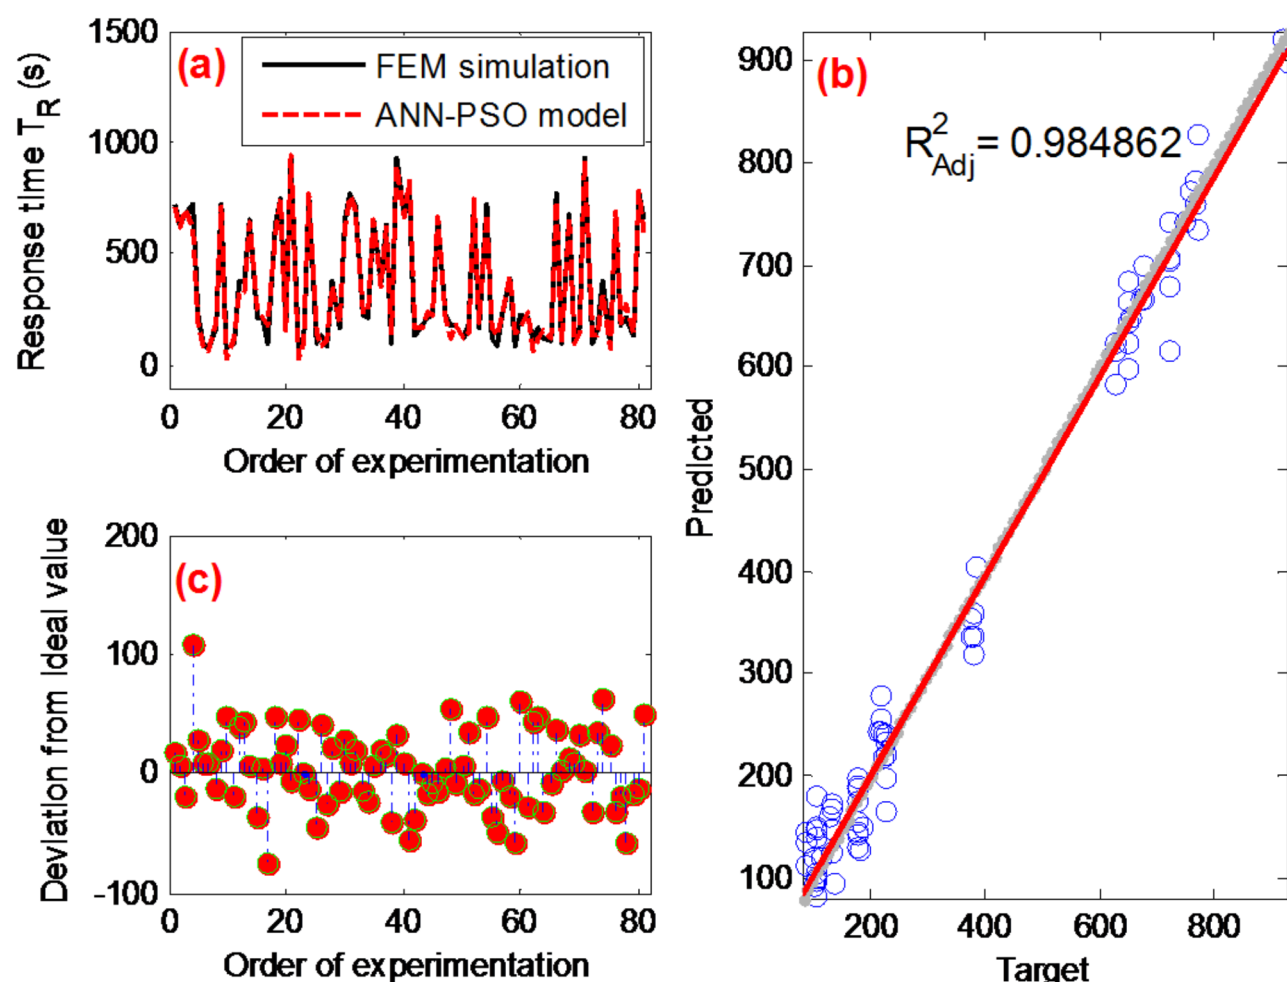 (a)
FEM simulation
ANN-PSO model
Response time T_R (s)
1500
1000
500
0
0 20 40 60 80
Order of experimentation
(b)
R²_Adj = 0.984862
Predicted
900
800
700
600
500
400
300
200
100
200 400 600 800
Target
(c)
Deviation from Ideal value
200
100
0
-100
0 20 40 60 80
Order of experimentation